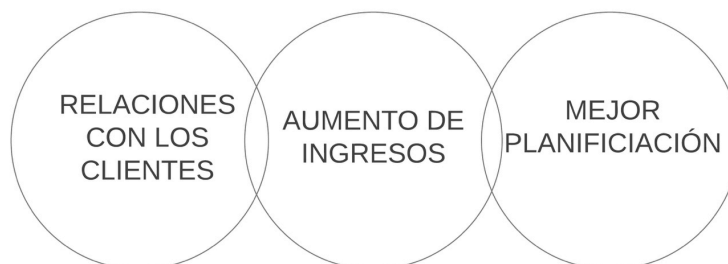 RELACIONES
CON LOS
CLIENTES
AUMENTO DE
INGRESOS
MEJOR
PLANIFICIACIÓN